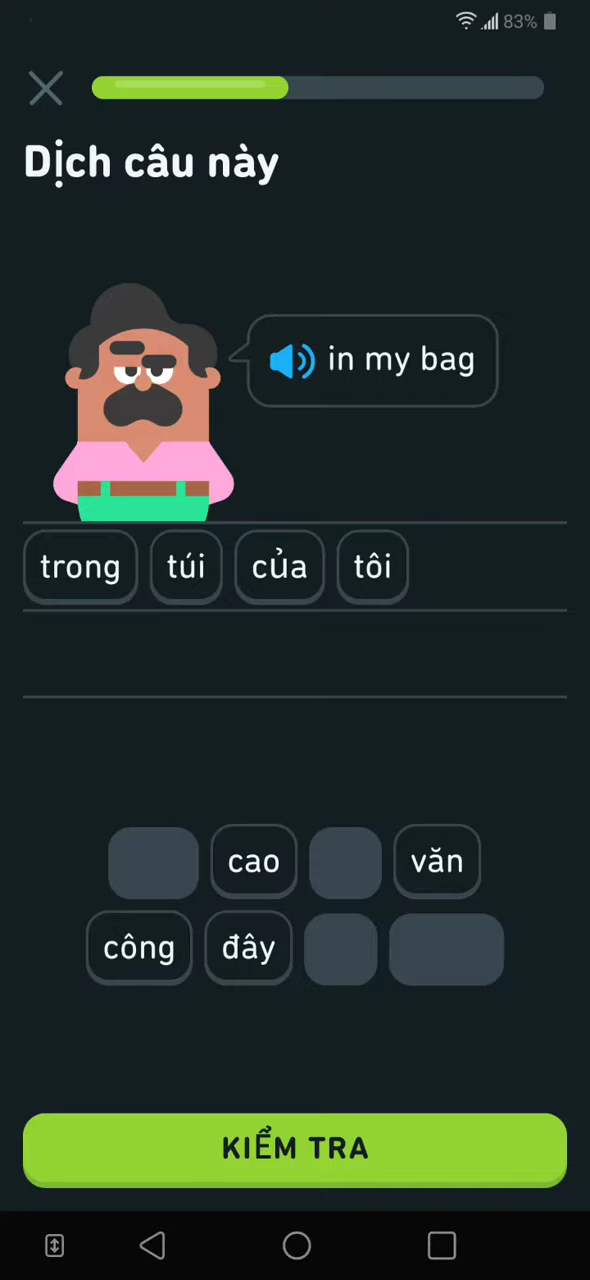 83%
Dịch câu này
in my bag
trong túi của tôi
cao văn
công đây
KIỂM TRA